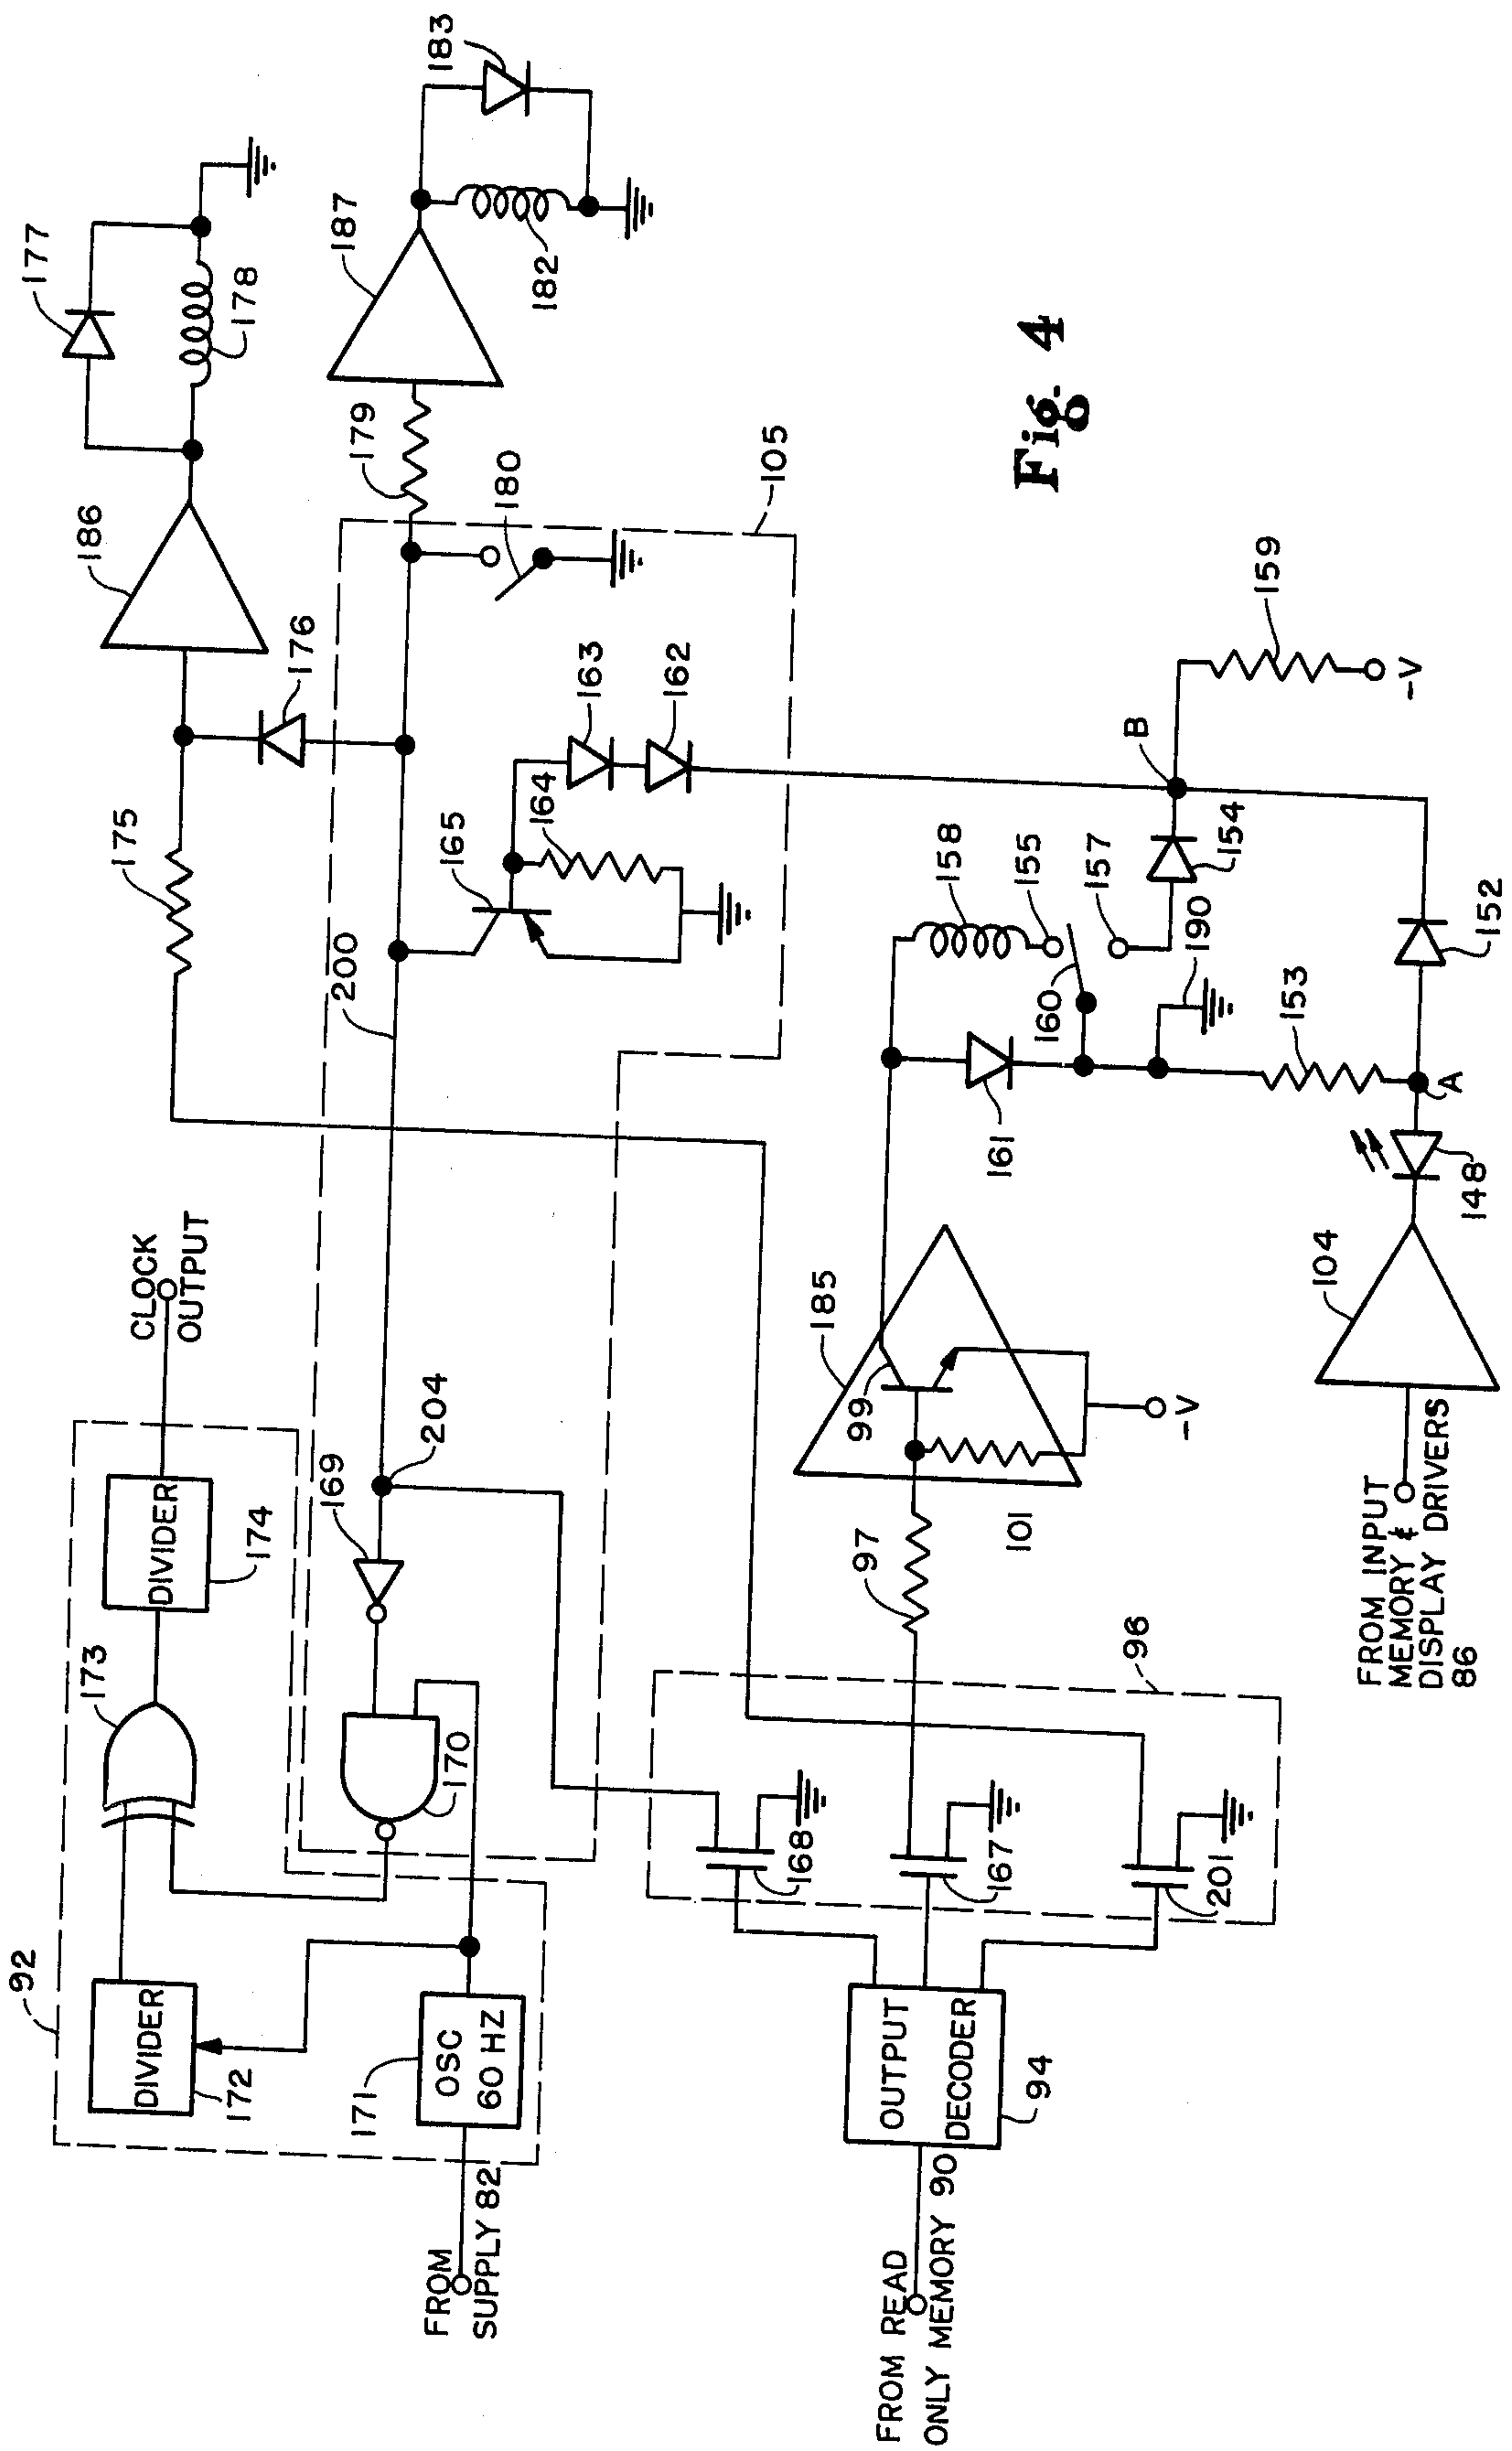 92
DIVIDER
172
173
DIVIDER
174
CLOCK
OUTPUT
FROM
SUPPLY 82
171
OSC
60 HZ
170
169
204
200
175
186
176
177
178
187
179
180
182
183
105
165
164
163
162
FROM READ
ONLY MEMORY 90
OUTPUT
DECODER
94
96
168
167
201
97
101
185
99
-V
161
160
158
155
157
154
190
153
B
159
-V
A
152
148
104
FROM INPUT
MEMORY &
DISPLAY DRIVERS
86
Fig. 4